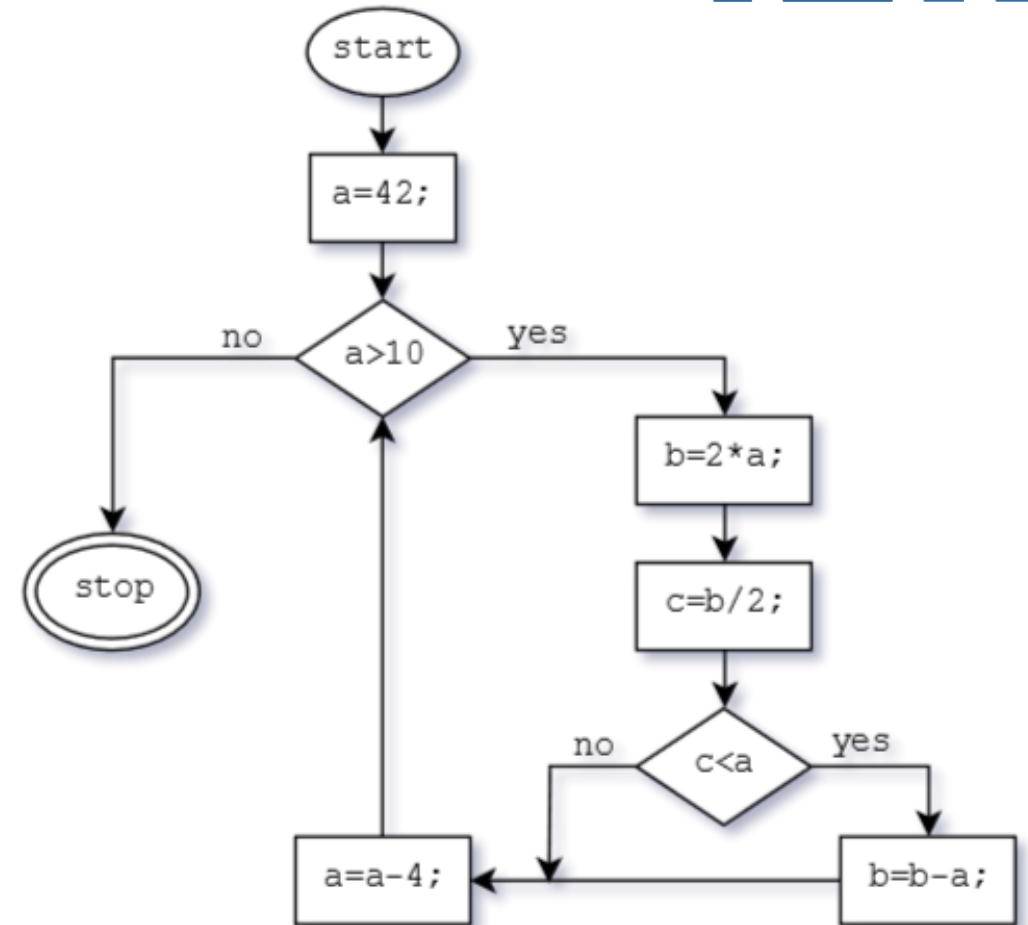 start
a=42;
no
a>10
yes
b=2*a;
stop
c=b/2;
no
c<a
yes
a=a-4;
b=b-a;